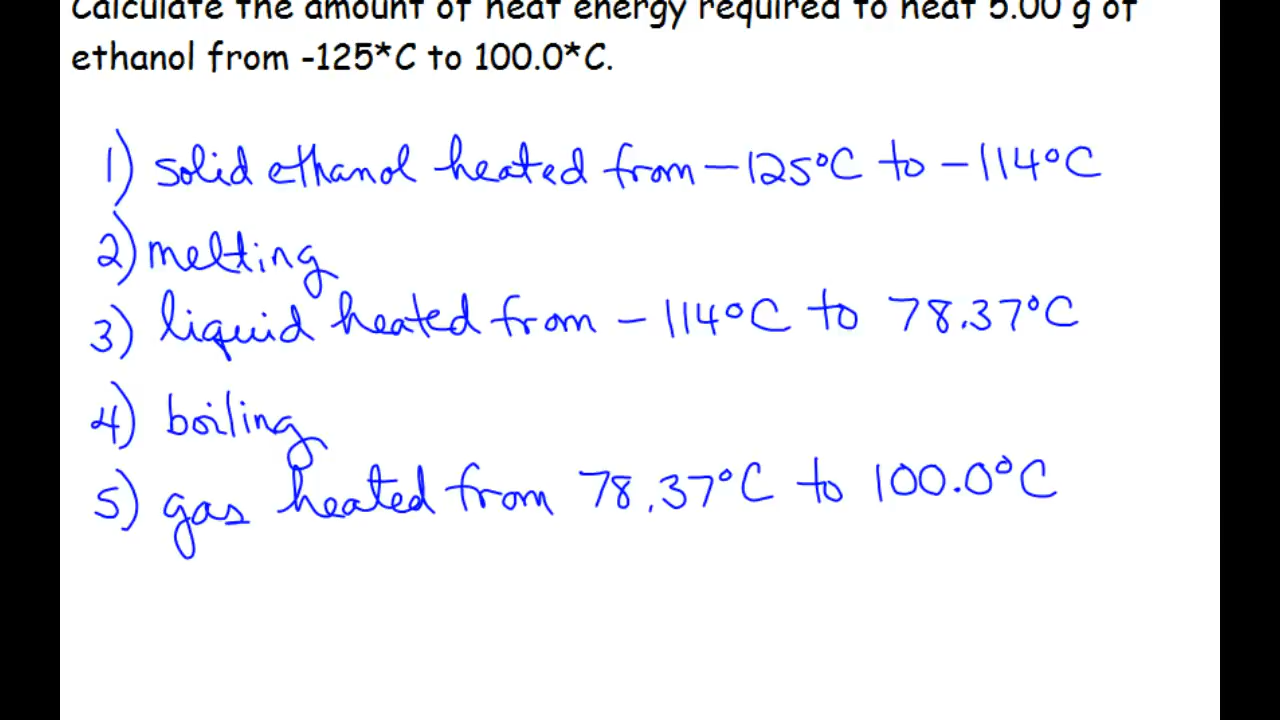 Calculate the amount of heat energy required to heat 5.00 g of
ethanol from -125*C to 100.0*C.
1) solid ethanol heated from -125°C to -114°C
2) melting
3) liquid heated from -114°C to 78.37°C
4) boiling
5) gas heated from 78.37°C to 100.0°C